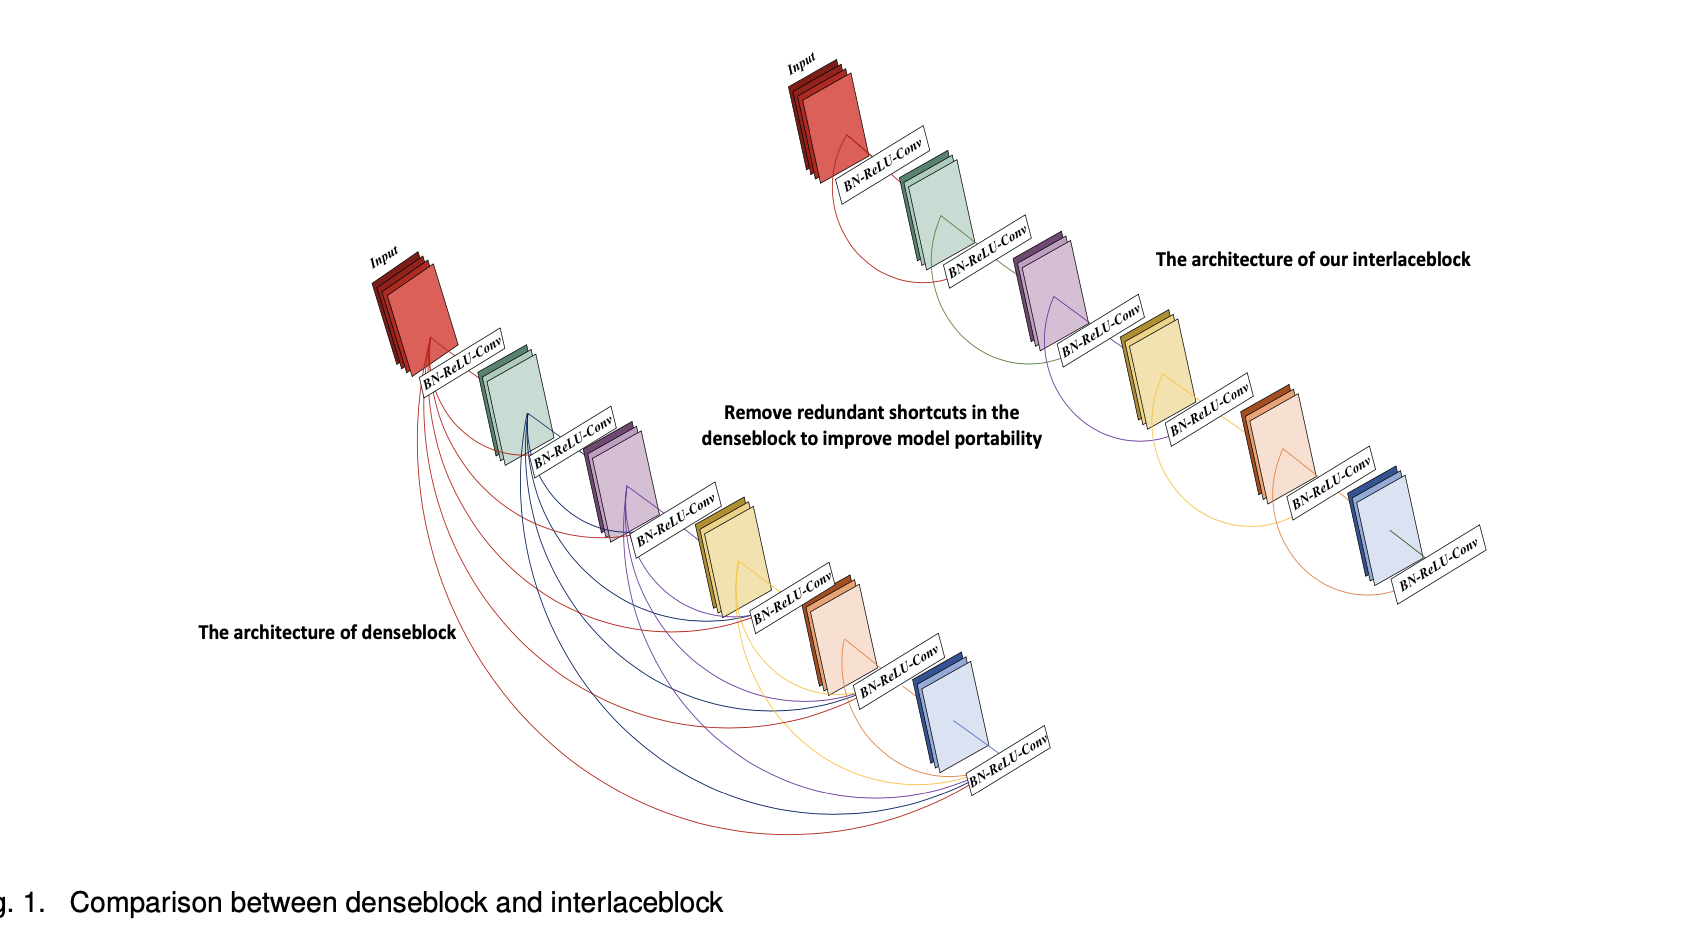 Input
BN-ReLU-Conv
BN-ReLU-Conv
BN-ReLU-Conv
BN-ReLU-Conv
BN-ReLU-Conv
BN-ReLU-Conv
The architecture of denseblock
Remove redundant shortcuts in the
denseblock to improve model portability
Input
BN-ReLU-Conv
BN-ReLU-Conv
BN-ReLU-Conv
BN-ReLU-Conv
BN-ReLU-Conv
BN-ReLU-Conv
The architecture of our interlaceblock
g. 1. Comparison between denseblock and interlaceblock